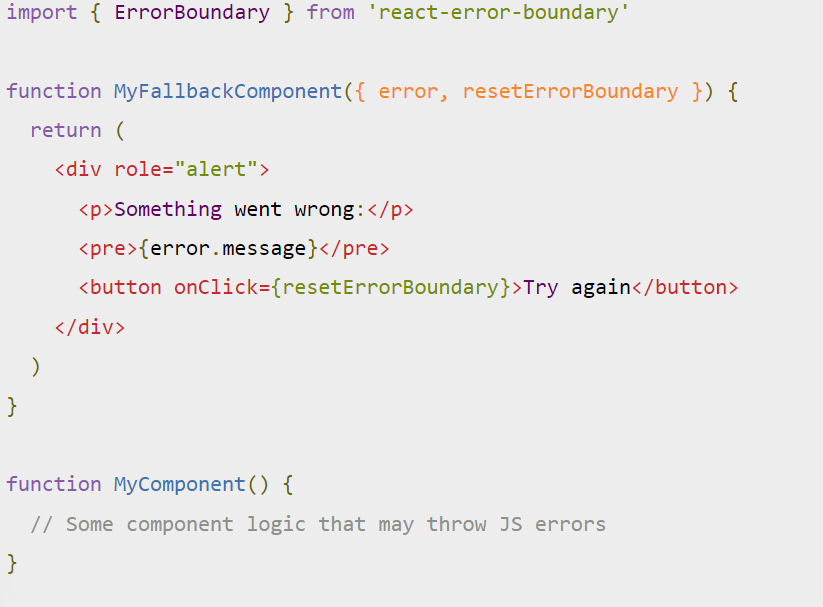 import { ErrorBoundary } from 'react-error-boundary'
function MyFallbackComponent({ error, resetErrorBoundary }) {
  return (
    <div role="alert">
      <p>Something went wrong:</p>
      <pre>{error.message}</pre>
      <button onClick={resetErrorBoundary}>Try again</button>
    </div>
  )
}
function MyComponent() {
  // Some component logic that may throw JS errors
}